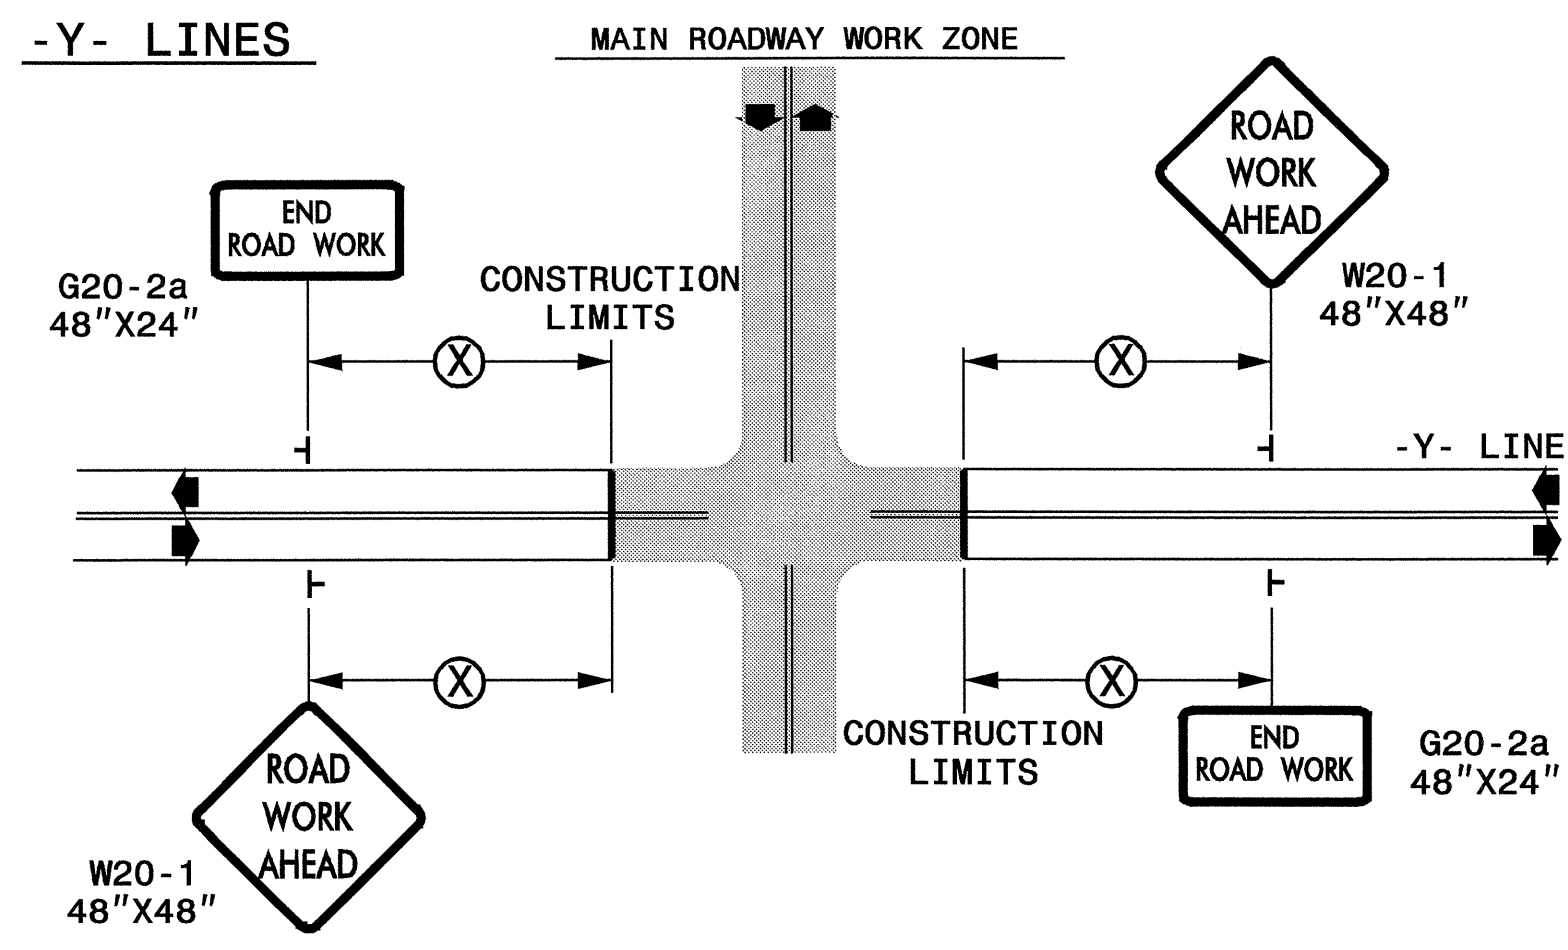 -Y- LINES
MAIN ROADWAY WORK ZONE
ROAD
WORK
AHEAD
W20-1
48"X48"
END
ROAD WORK
G20-2a
48"X24"
CONSTRUCTION
LIMITS
X
X
-Y- LINE
X
X
ROAD
WORK
AHEAD
W20-1
48"X48"
CONSTRUCTION
LIMITS
END
ROAD WORK
G20-2a
48"X24"